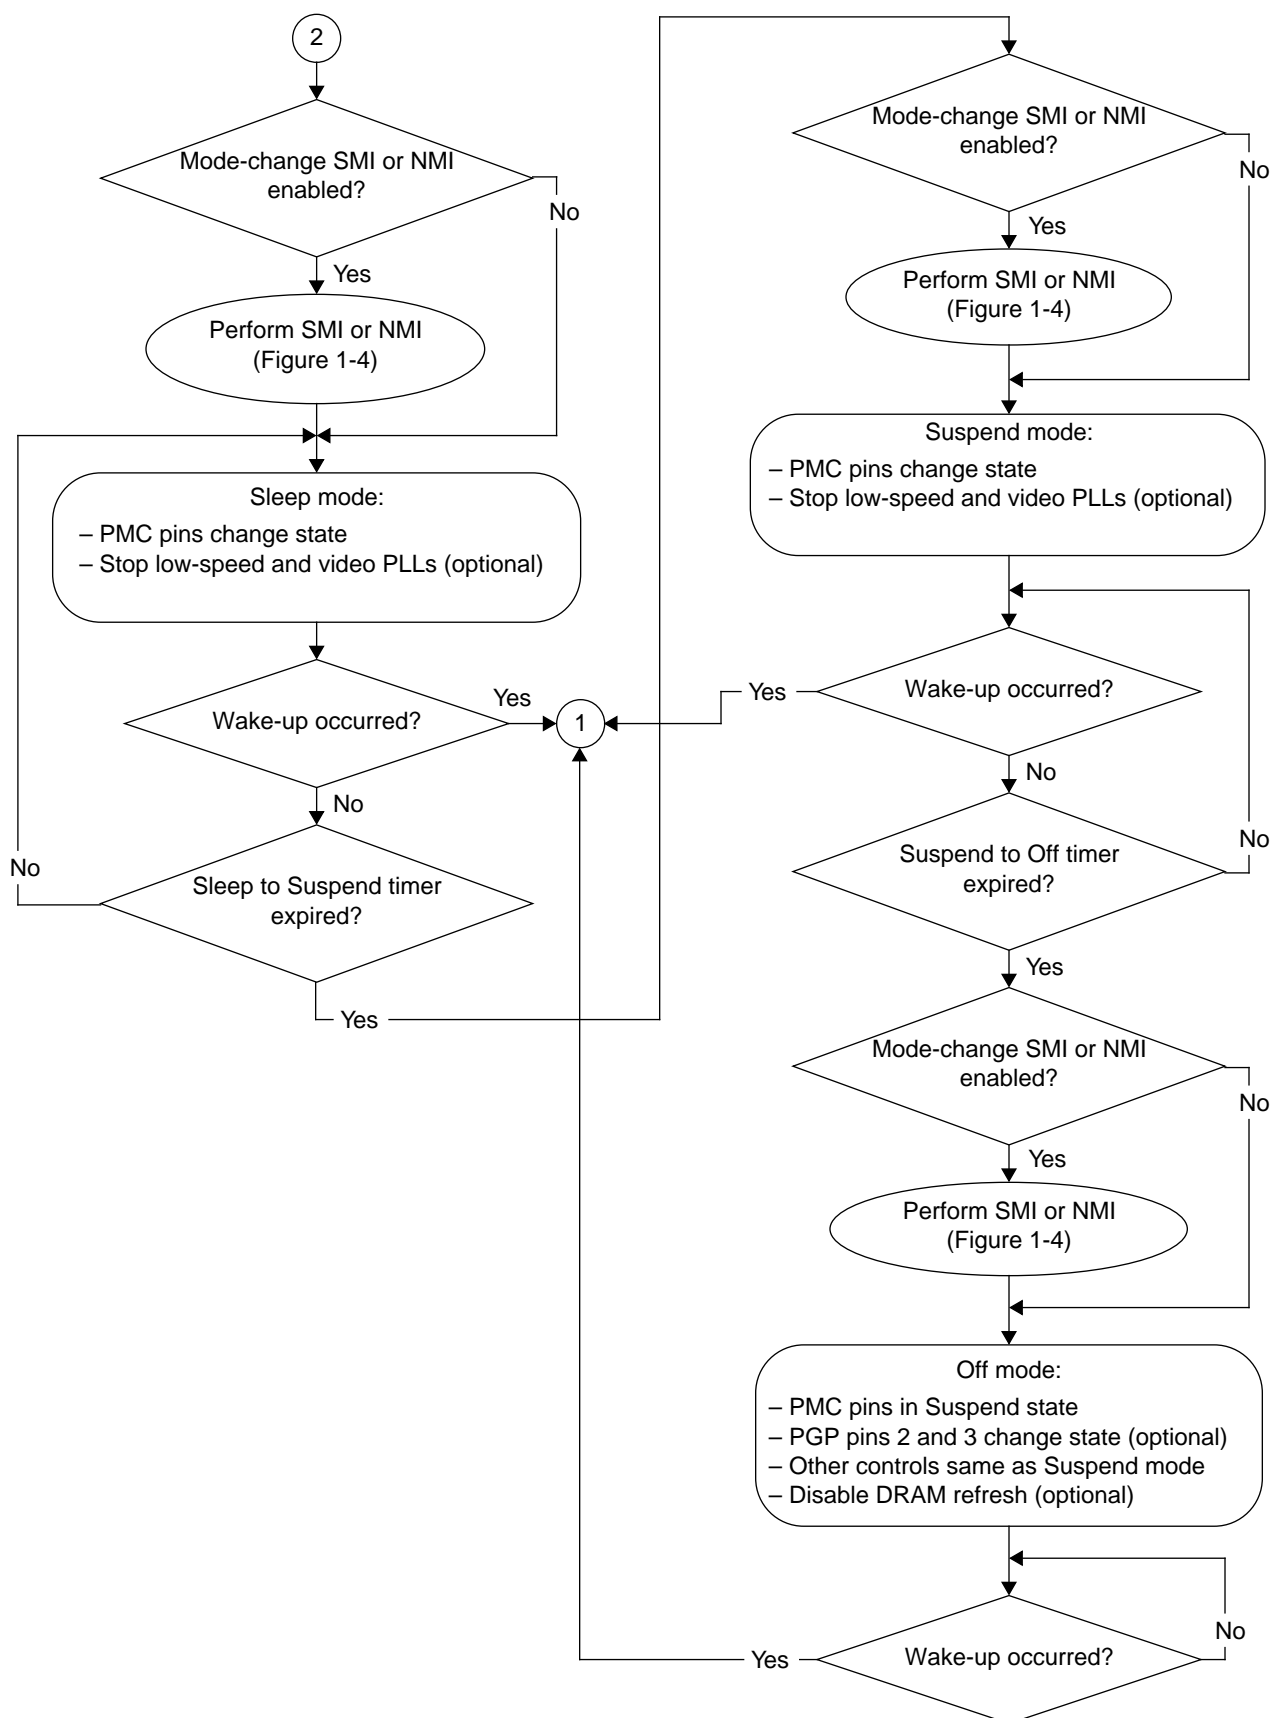 2
Mode-change SMI or NMI
enabled?
No
Yes
Perform SMI or NMI
(Figure 1-4)
Sleep mode:
– PMC pins change state
– Stop low-speed and video PLLs (optional)
Wake-up occurred?
Yes
1
No
Sleep to Suspend timer
expired?
No
Yes
Mode-change SMI or NMI
enabled?
No
Yes
Perform SMI or NMI
(Figure 1-4)
Suspend mode:
– PMC pins change state
– Stop low-speed and video PLLs (optional)
Wake-up occurred?
Yes
No
Suspend to Off timer
expired?
No
Yes
Mode-change SMI or NMI
enabled?
No
Yes
Perform SMI or NMI
(Figure 1-4)
Off mode:
– PMC pins in Suspend state
– PGP pins 2 and 3 change state (optional)
– Other controls same as Suspend mode
– Disable DRAM refresh (optional)
Wake-up occurred?
No
Yes